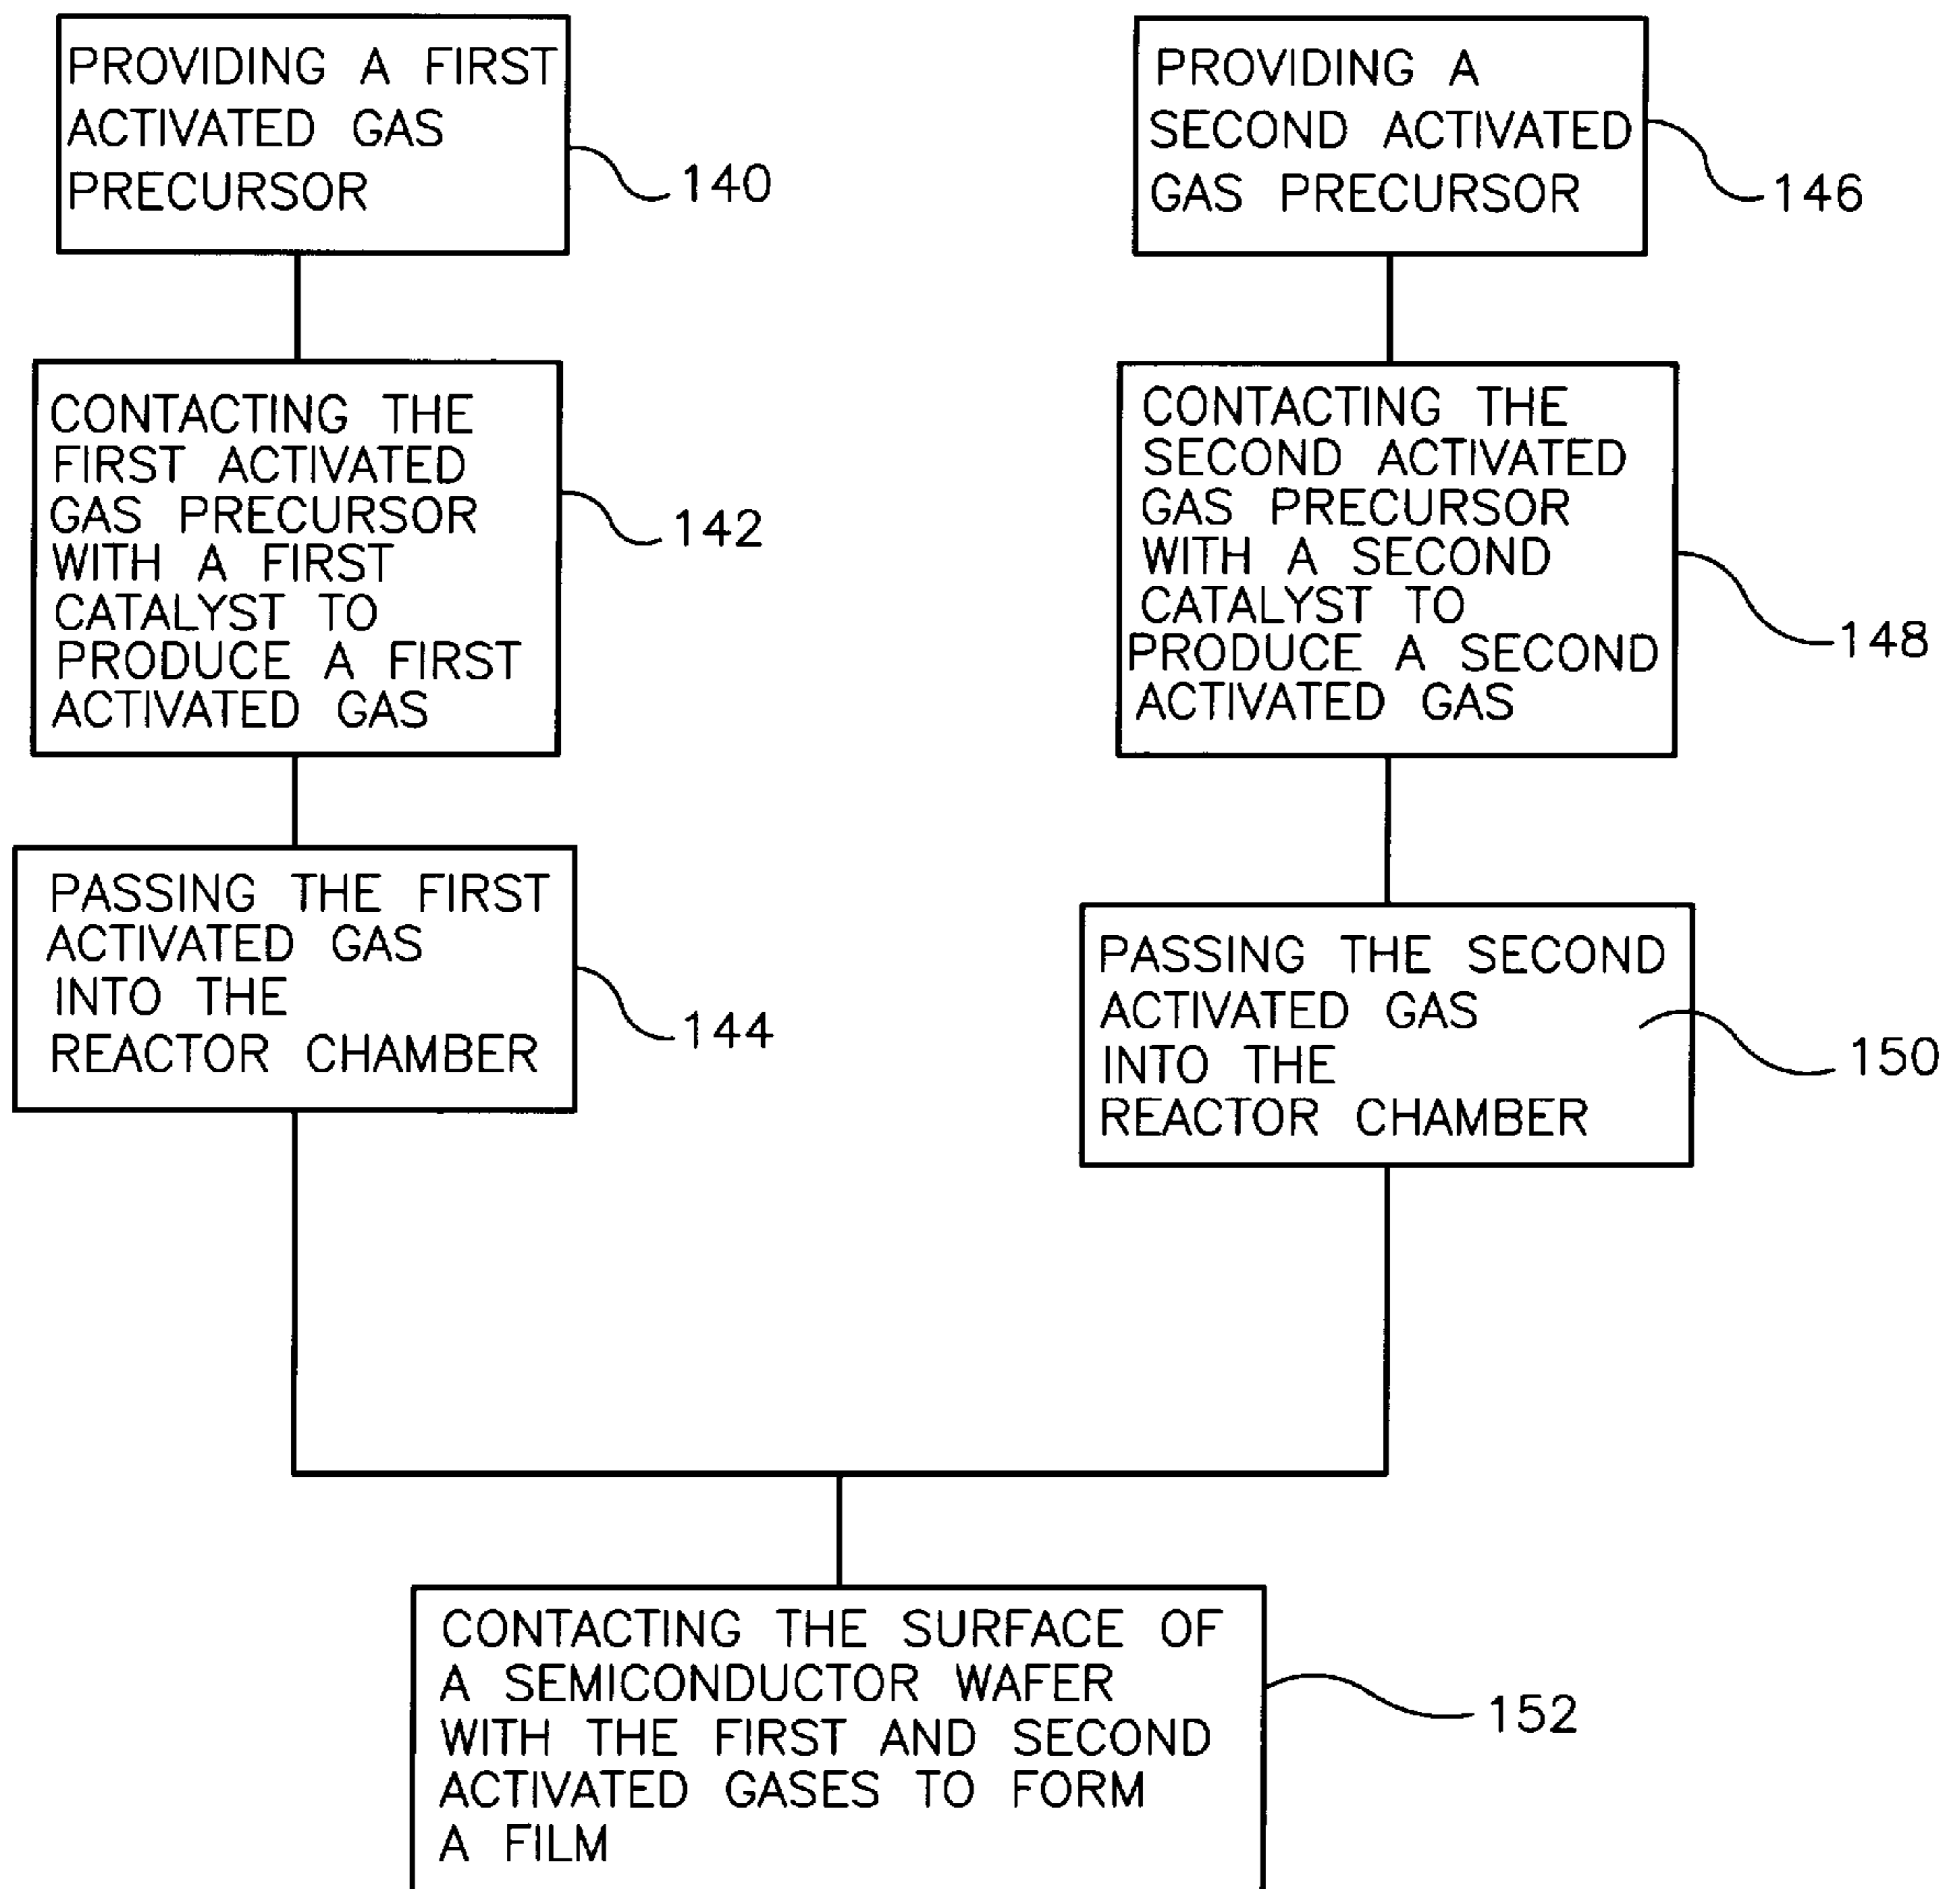 PROVIDING A FIRST
ACTIVATED GAS
PRECURSOR
140
CONTACTING THE
FIRST ACTIVATED
GAS PRECURSOR
WITH A FIRST
CATALYST TO
PRODUCE A FIRST
ACTIVATED GAS
142
PASSING THE FIRST
ACTIVATED GAS
INTO THE
REACTOR CHAMBER
144
PROVIDING A
SECOND ACTIVATED
GAS PRECURSOR
146
CONTACTING THE
SECOND ACTIVATED
GAS PRECURSOR
WITH A SECOND
CATALYST TO
PRODUCE A SECOND
ACTIVATED GAS
148
PASSING THE SECOND
ACTIVATED GAS
INTO THE
REACTOR CHAMBER
150
CONTACTING THE SURFACE OF
A SEMICONDUCTOR WAFER
WITH THE FIRST AND SECOND
ACTIVATED GASES TO FORM
A FILM
152